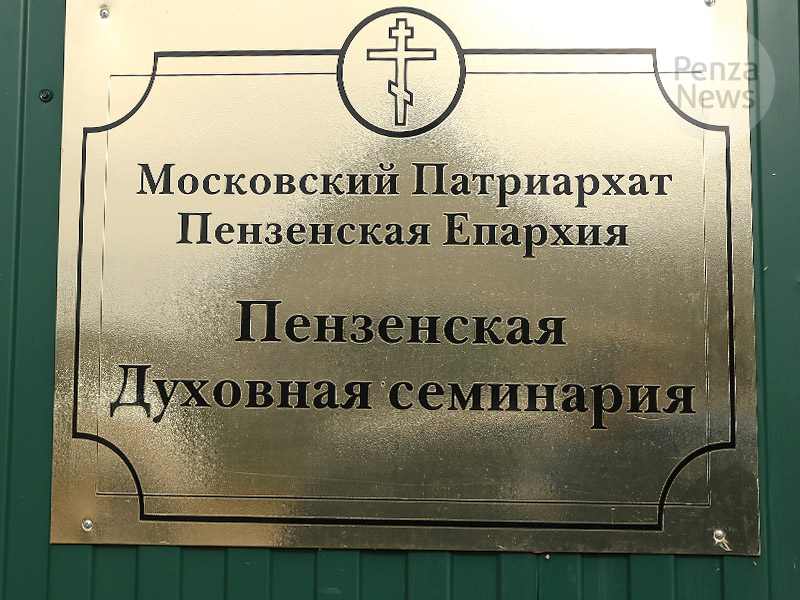 Penza
News
Московский Патриархат
Пензенская Епархия
Пензенская
Духовная семинария